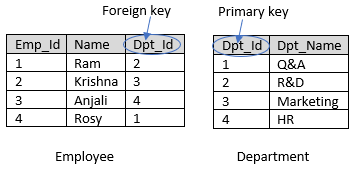 Foreign key
Primary key
Emp_Id Name Dpt_Id
1 Ram 2
2 Krishna 3
3 Anjali 4
4 Rosy 1
Employee
Dpt_Id Dpt_Name
1 Q&A
2 R&D
3 Marketing
4 HR
Department